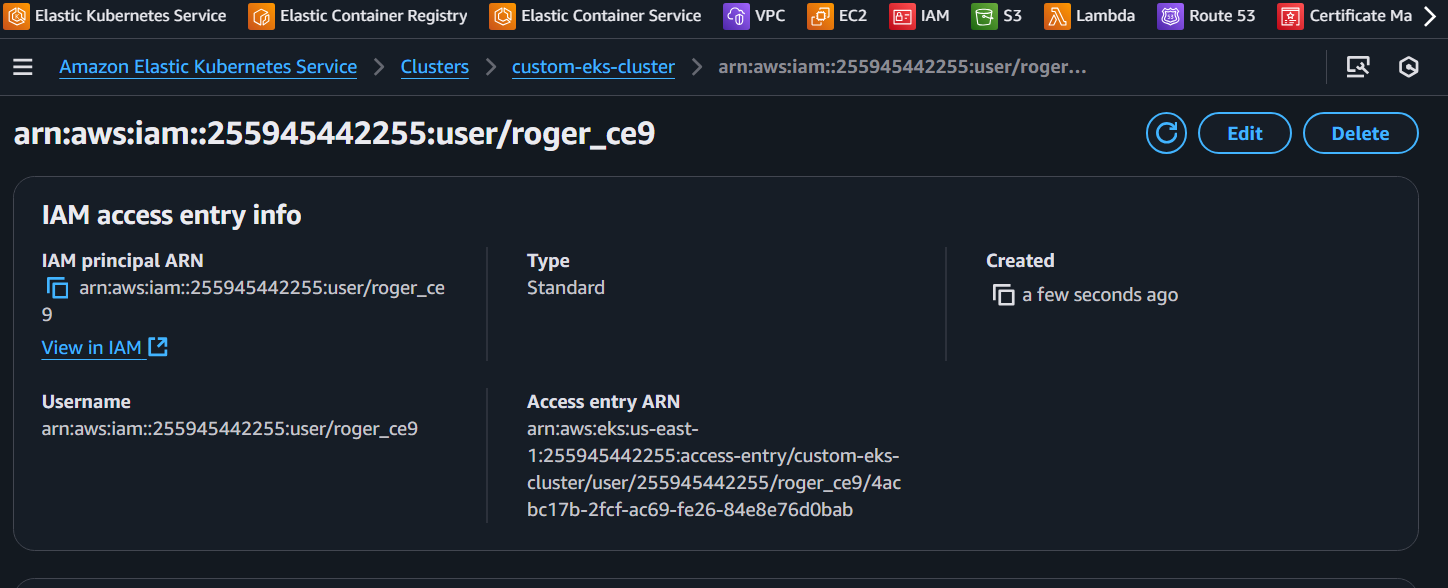 Elastic Kubernetes Service Elastic Container Registry Elastic Container Service VPC EC2 IAM S3 Lambda Route 53 Certificate Ma
Amazon Elastic Kubernetes Service Clusters custom-eks-cluster arn:aws:iam::255945442255:user/roger...
arn:aws:iam::255945442255:user/roger_ce9
Edit
Delete
IAM access entry info
IAM principal ARN
arn:aws:iam::255945442255:user/roger_ce
9
View in IAM
Type
Standard
Created
a few seconds ago
Username
arn:aws:iam::255945442255:user/roger_ce9
Access entry ARN
arn:aws:eks:us-east-
1:255945442255:access-entry/custom-eks-
cluster/user/255945442255/roger_ce9/4ac
bc17b-2fcf-ac69-fe26-84e8e76d0bab